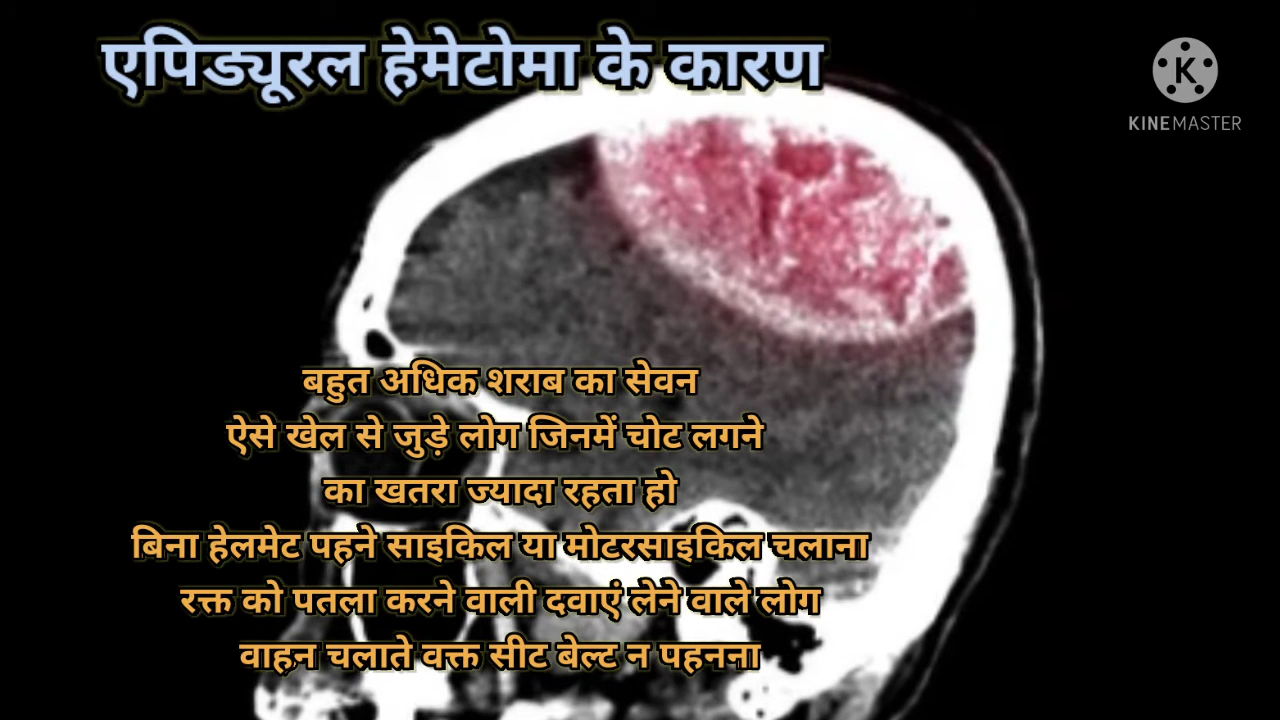 एपिड्यूरल हेमेटोमा के कारण
K
KINEMASTER
बहुत अधिक शराब का सेवन
ऐसे खेल से जुड़े लोग जिनमें चोट लगने
का खतरा ज्यादा रहता हो
बिना हेलमेट पहने साइकिल या मोटरसाइकिल चलाना
रक्त को पतला करने वाली दवाएं लेने वाले लोग
वाहन चलाते वक्त सीट बेल्ट न पहनना